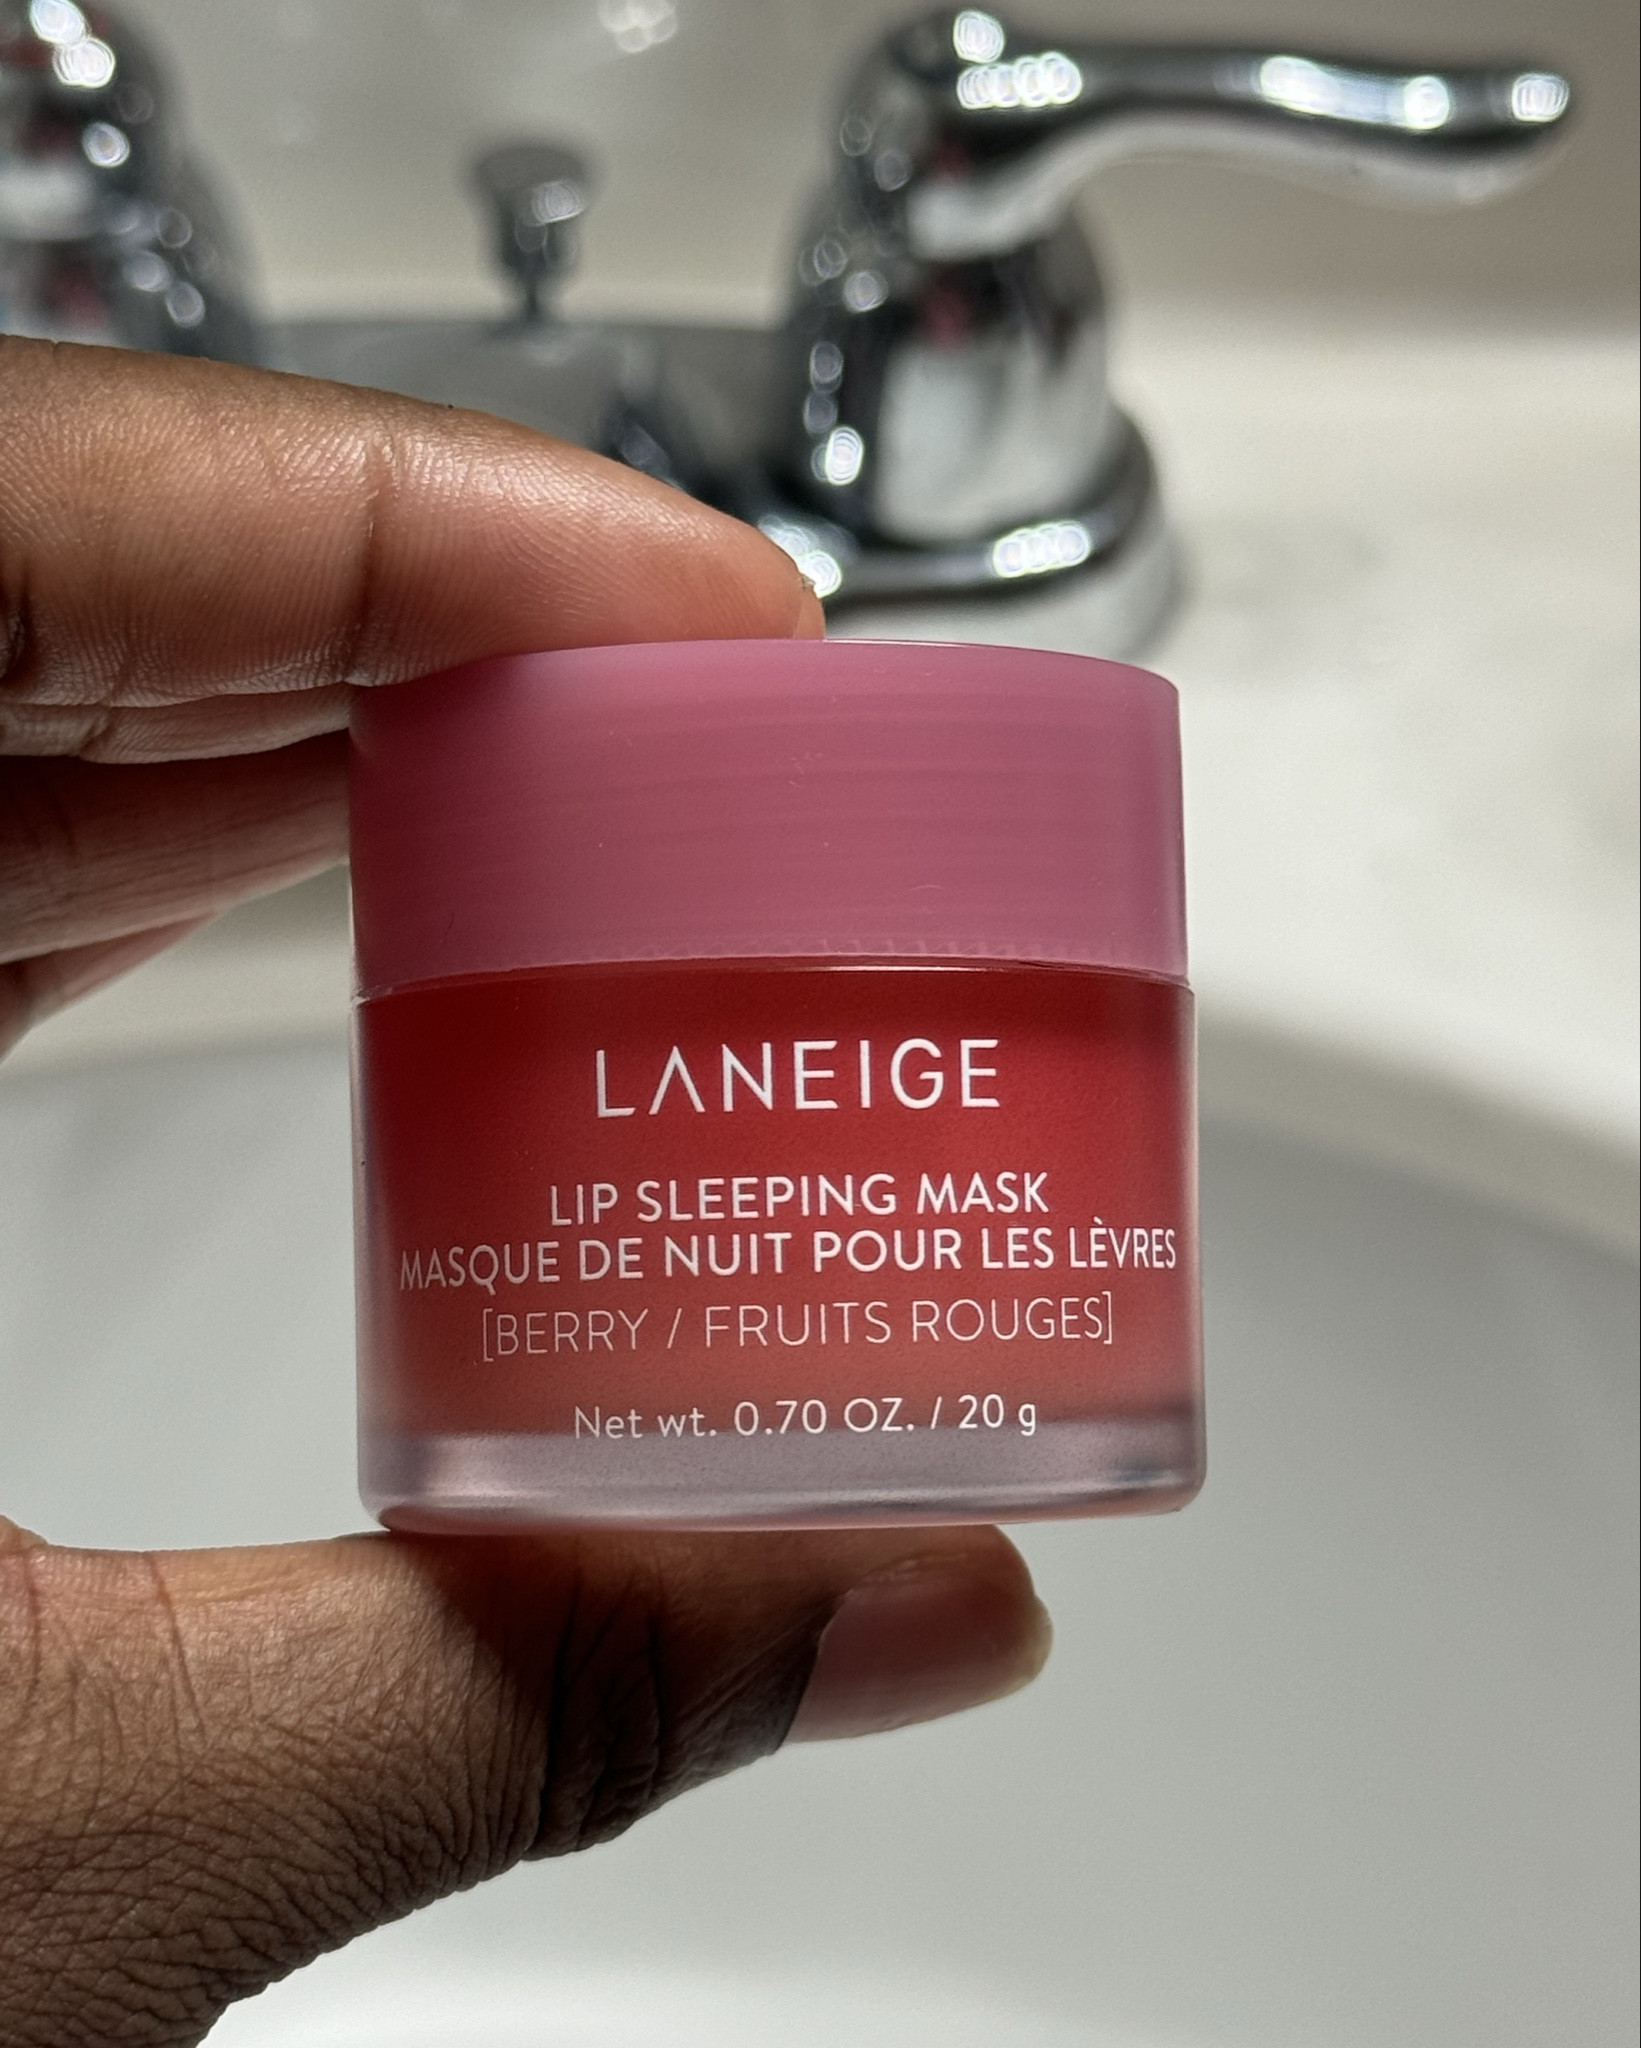 LANEIGE
LIP SLEEPING MASK
MASQUE DE NUIT POUR LES LÈVRES
[BERRY / FRUITS ROUGES]
Net wt. 0.70 OZ. / 20 g